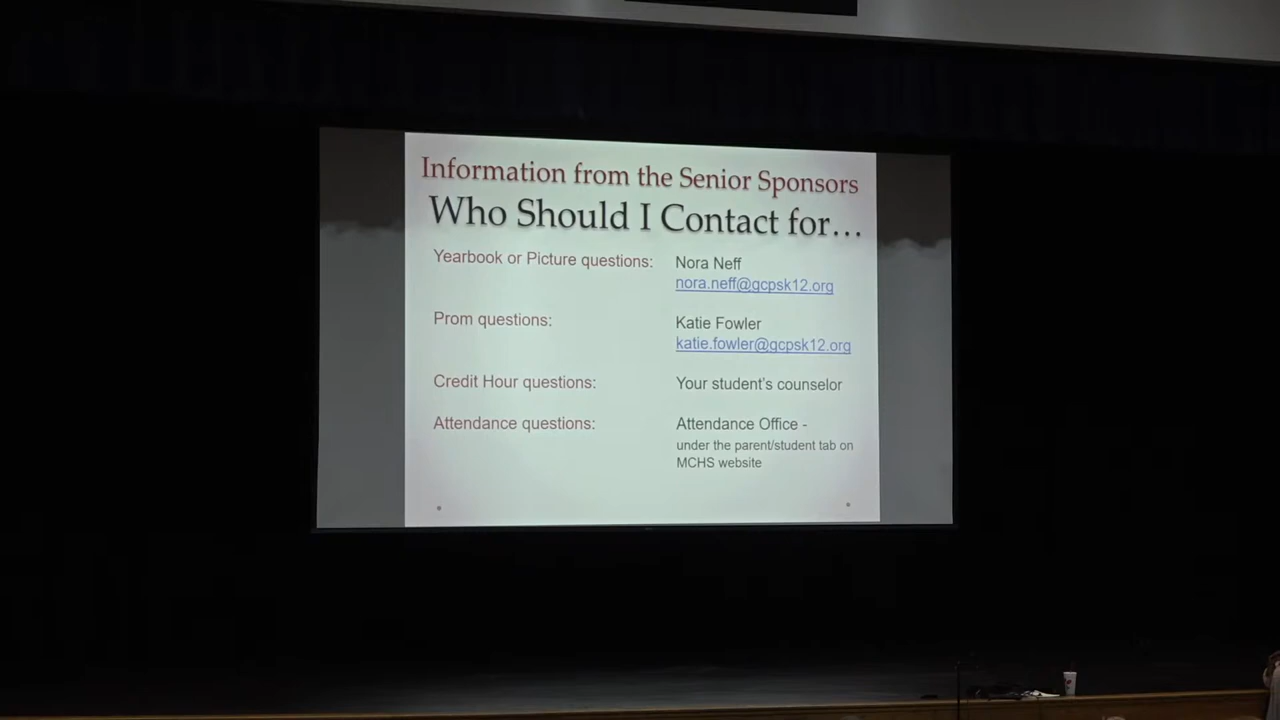 Information from the Senior Sponsors
Who Should I Contact for…
Yearbook or Picture questions:
Nora Neff
nora.neff@gcpsk12.org
Prom questions:
Katie Fowler
katie.fowler@gcpsk12.org
Credit Hour questions:
Your student's counselor
Attendance questions:
Attendance Office -
under the parent/student tab on
MCHS website